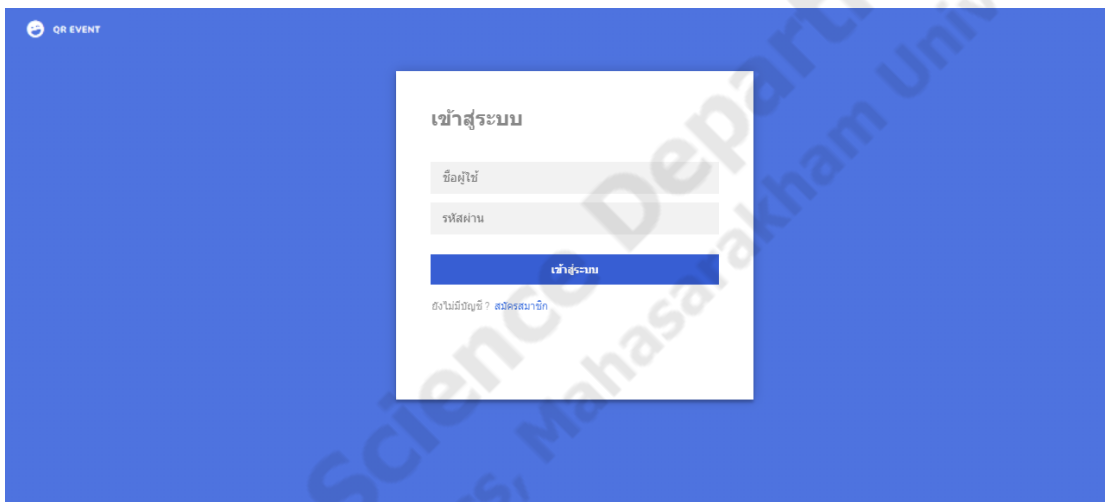 QR EVENT
เข้าสู่ระบบ
ชื่อผู้ใช้
รหัสผ่าน
เข้าสู่ระบบ
ยังไม่มีบัญชี ? สมัครสมาชิก
Science Depart
Mahasarakham Univ